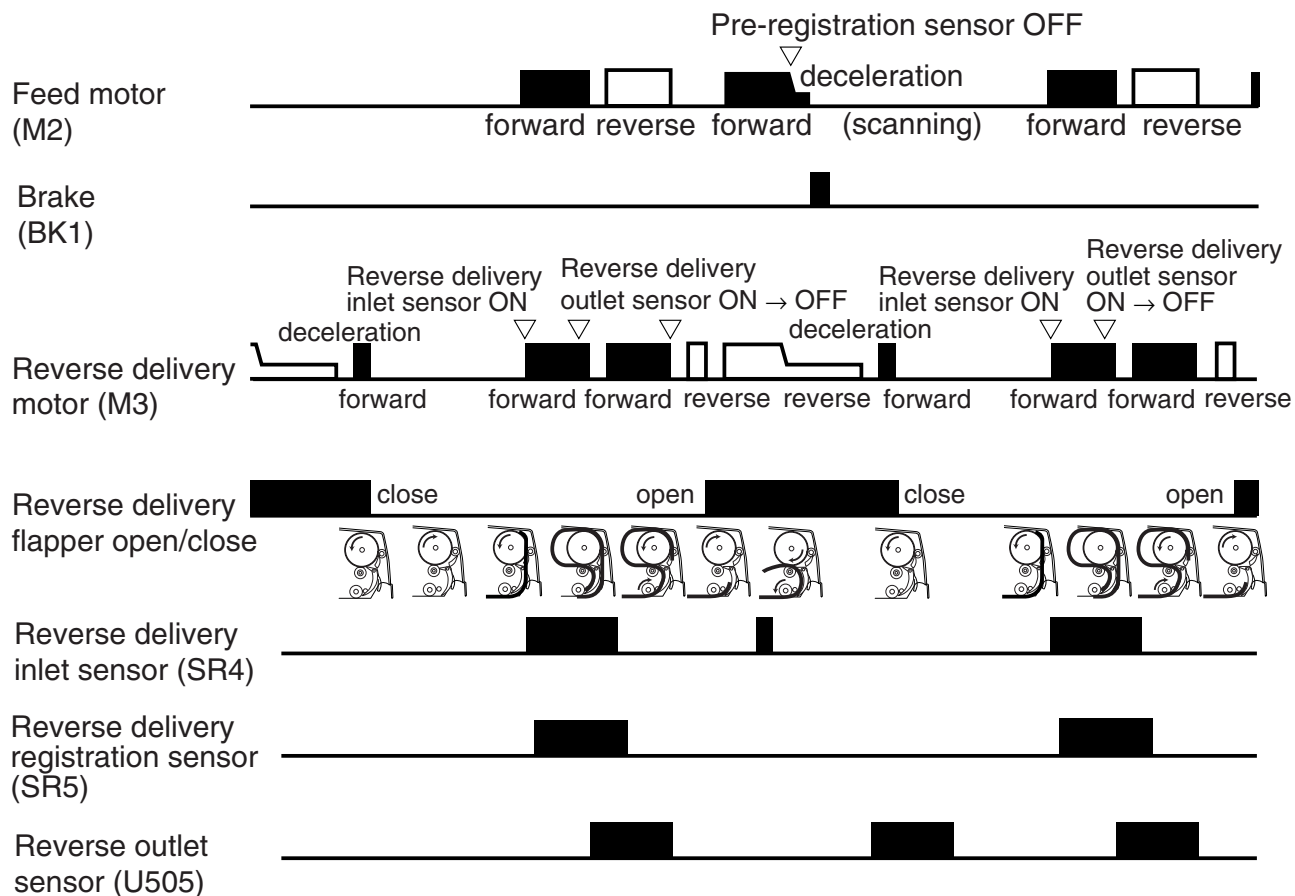 Pre-registration sensor OFF
deceleration
Feed motor
(M2)
forward reverse forward (scanning) forward reverse
Brake
(BK1)
Reverse delivery
inlet sensor ON
Reverse delivery
outlet sensor ON → OFF
Reverse delivery
inlet sensor ON
Reverse delivery
outlet sensor
ON → OFF
deceleration
deceleration
Reverse delivery
motor (M3)
forward forward forward reverse reverse forward forward forward reverse
Reverse delivery
flapper open/close
close open close open
Reverse delivery
inlet sensor (SR4)
Reverse delivery
registration sensor
(SR5)
Reverse outlet
sensor (U505)